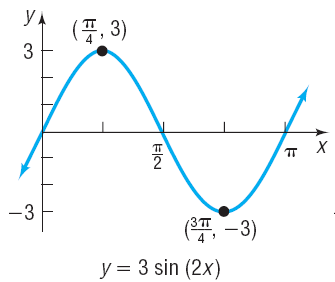 y
(π/4, 3)
3
π/2
π
x
−3
(3π/4, −3)
y = 3 sin (2x)